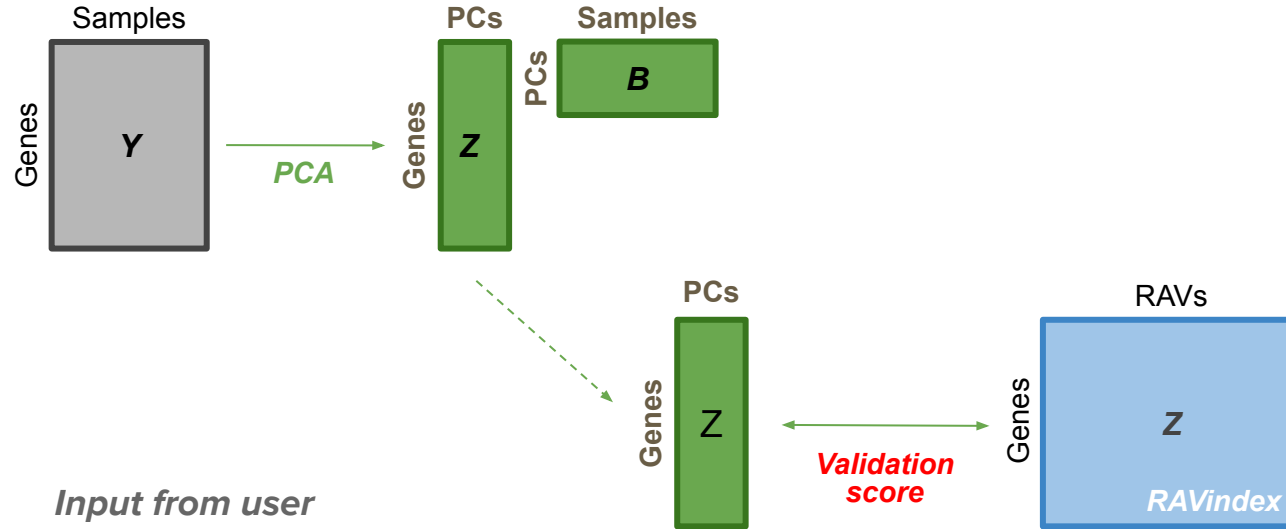 Samples
PCs
Samples
Genes
Y
PCA
Genes
Z
PCs
B
PCs
RAVs
Genes
Z
Validation
score
Genes
Z
RAVindex
Input from user